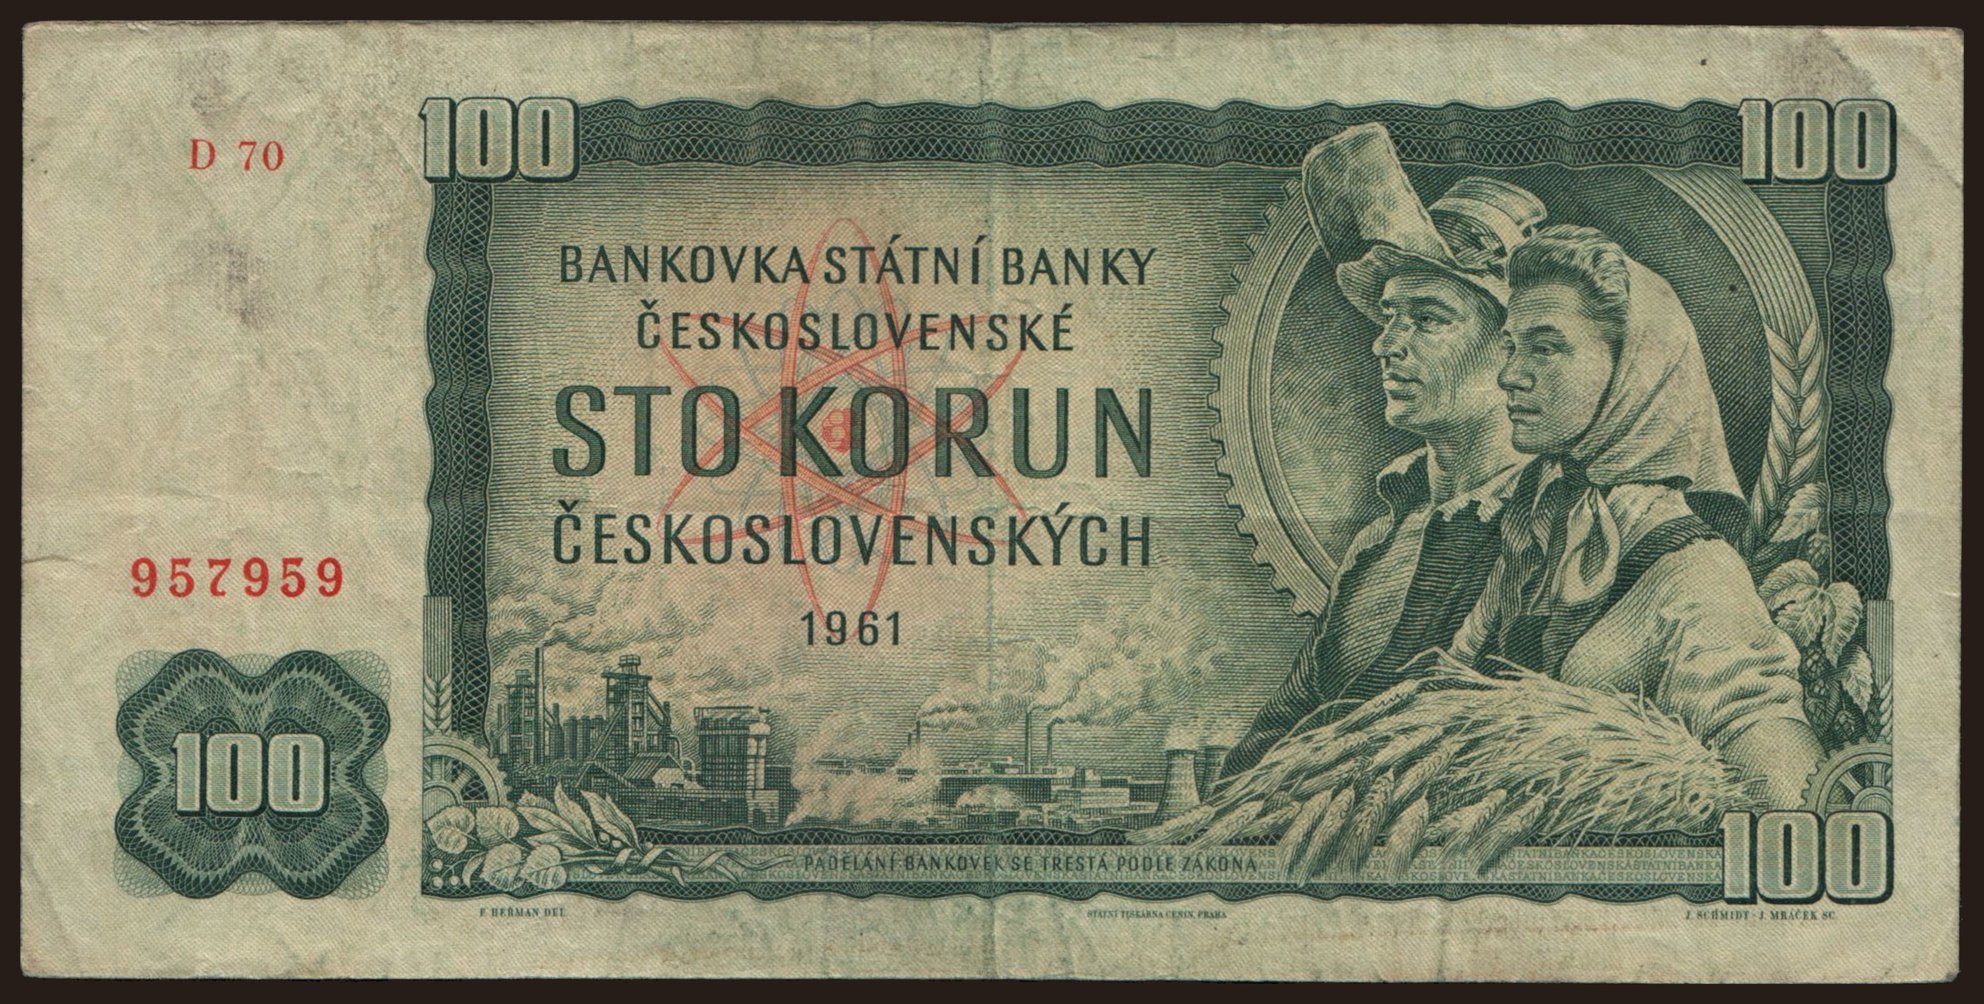 100
100
D 70
BANKOVKA STÁTNÍ BANKY
ČESKOSLOVENSKÉ
STO KORUN
ČESKOSLOVENSKÝCH
957959
1961
100
PADĚLÁNÍ BANKOVEK SE TRESTÁ PODLE ZÁKONA
100
F. HEŘMAN DEL.
STÁTNÍ TISKÁRNA CENIN, PRAHA
J. SCHMIDT - J. MRÁČEK SC.